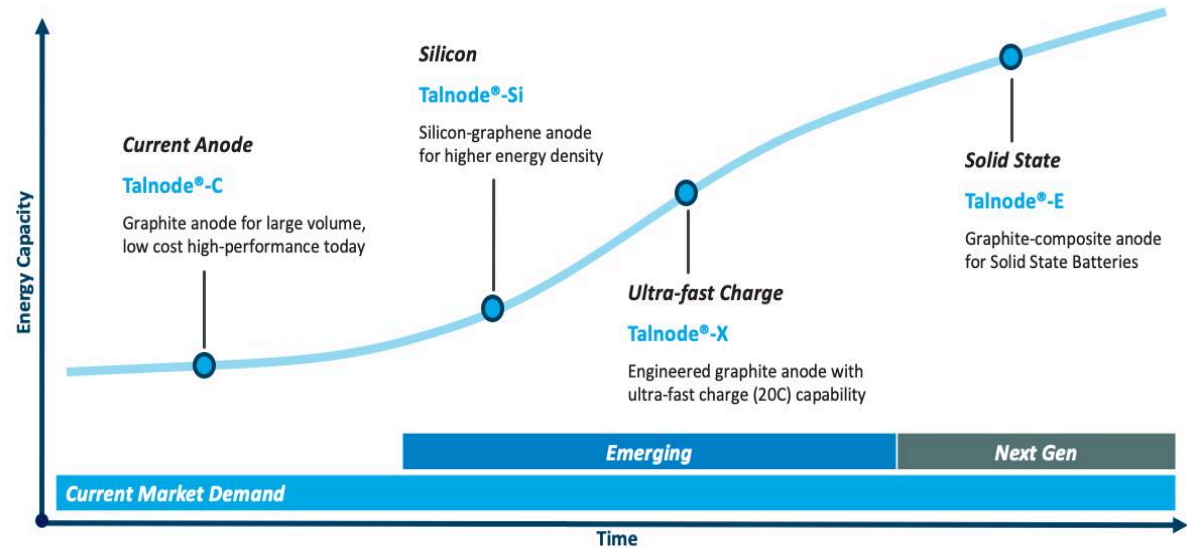 Energy Capacity
Current Anode
Talnode®-C
Graphite anode for large volume,
low cost high-performance today
Silicon
Talnode®-Si
Silicon-graphene anode
for higher energy density
Ultra-fast Charge
Talnode®-X
Engineered graphite anode with
ultra-fast charge (20C) capability
Solid State
Talnode®-E
Graphite-composite anode
for Solid State Batteries
Emerging
Next Gen
Current Market Demand
Time